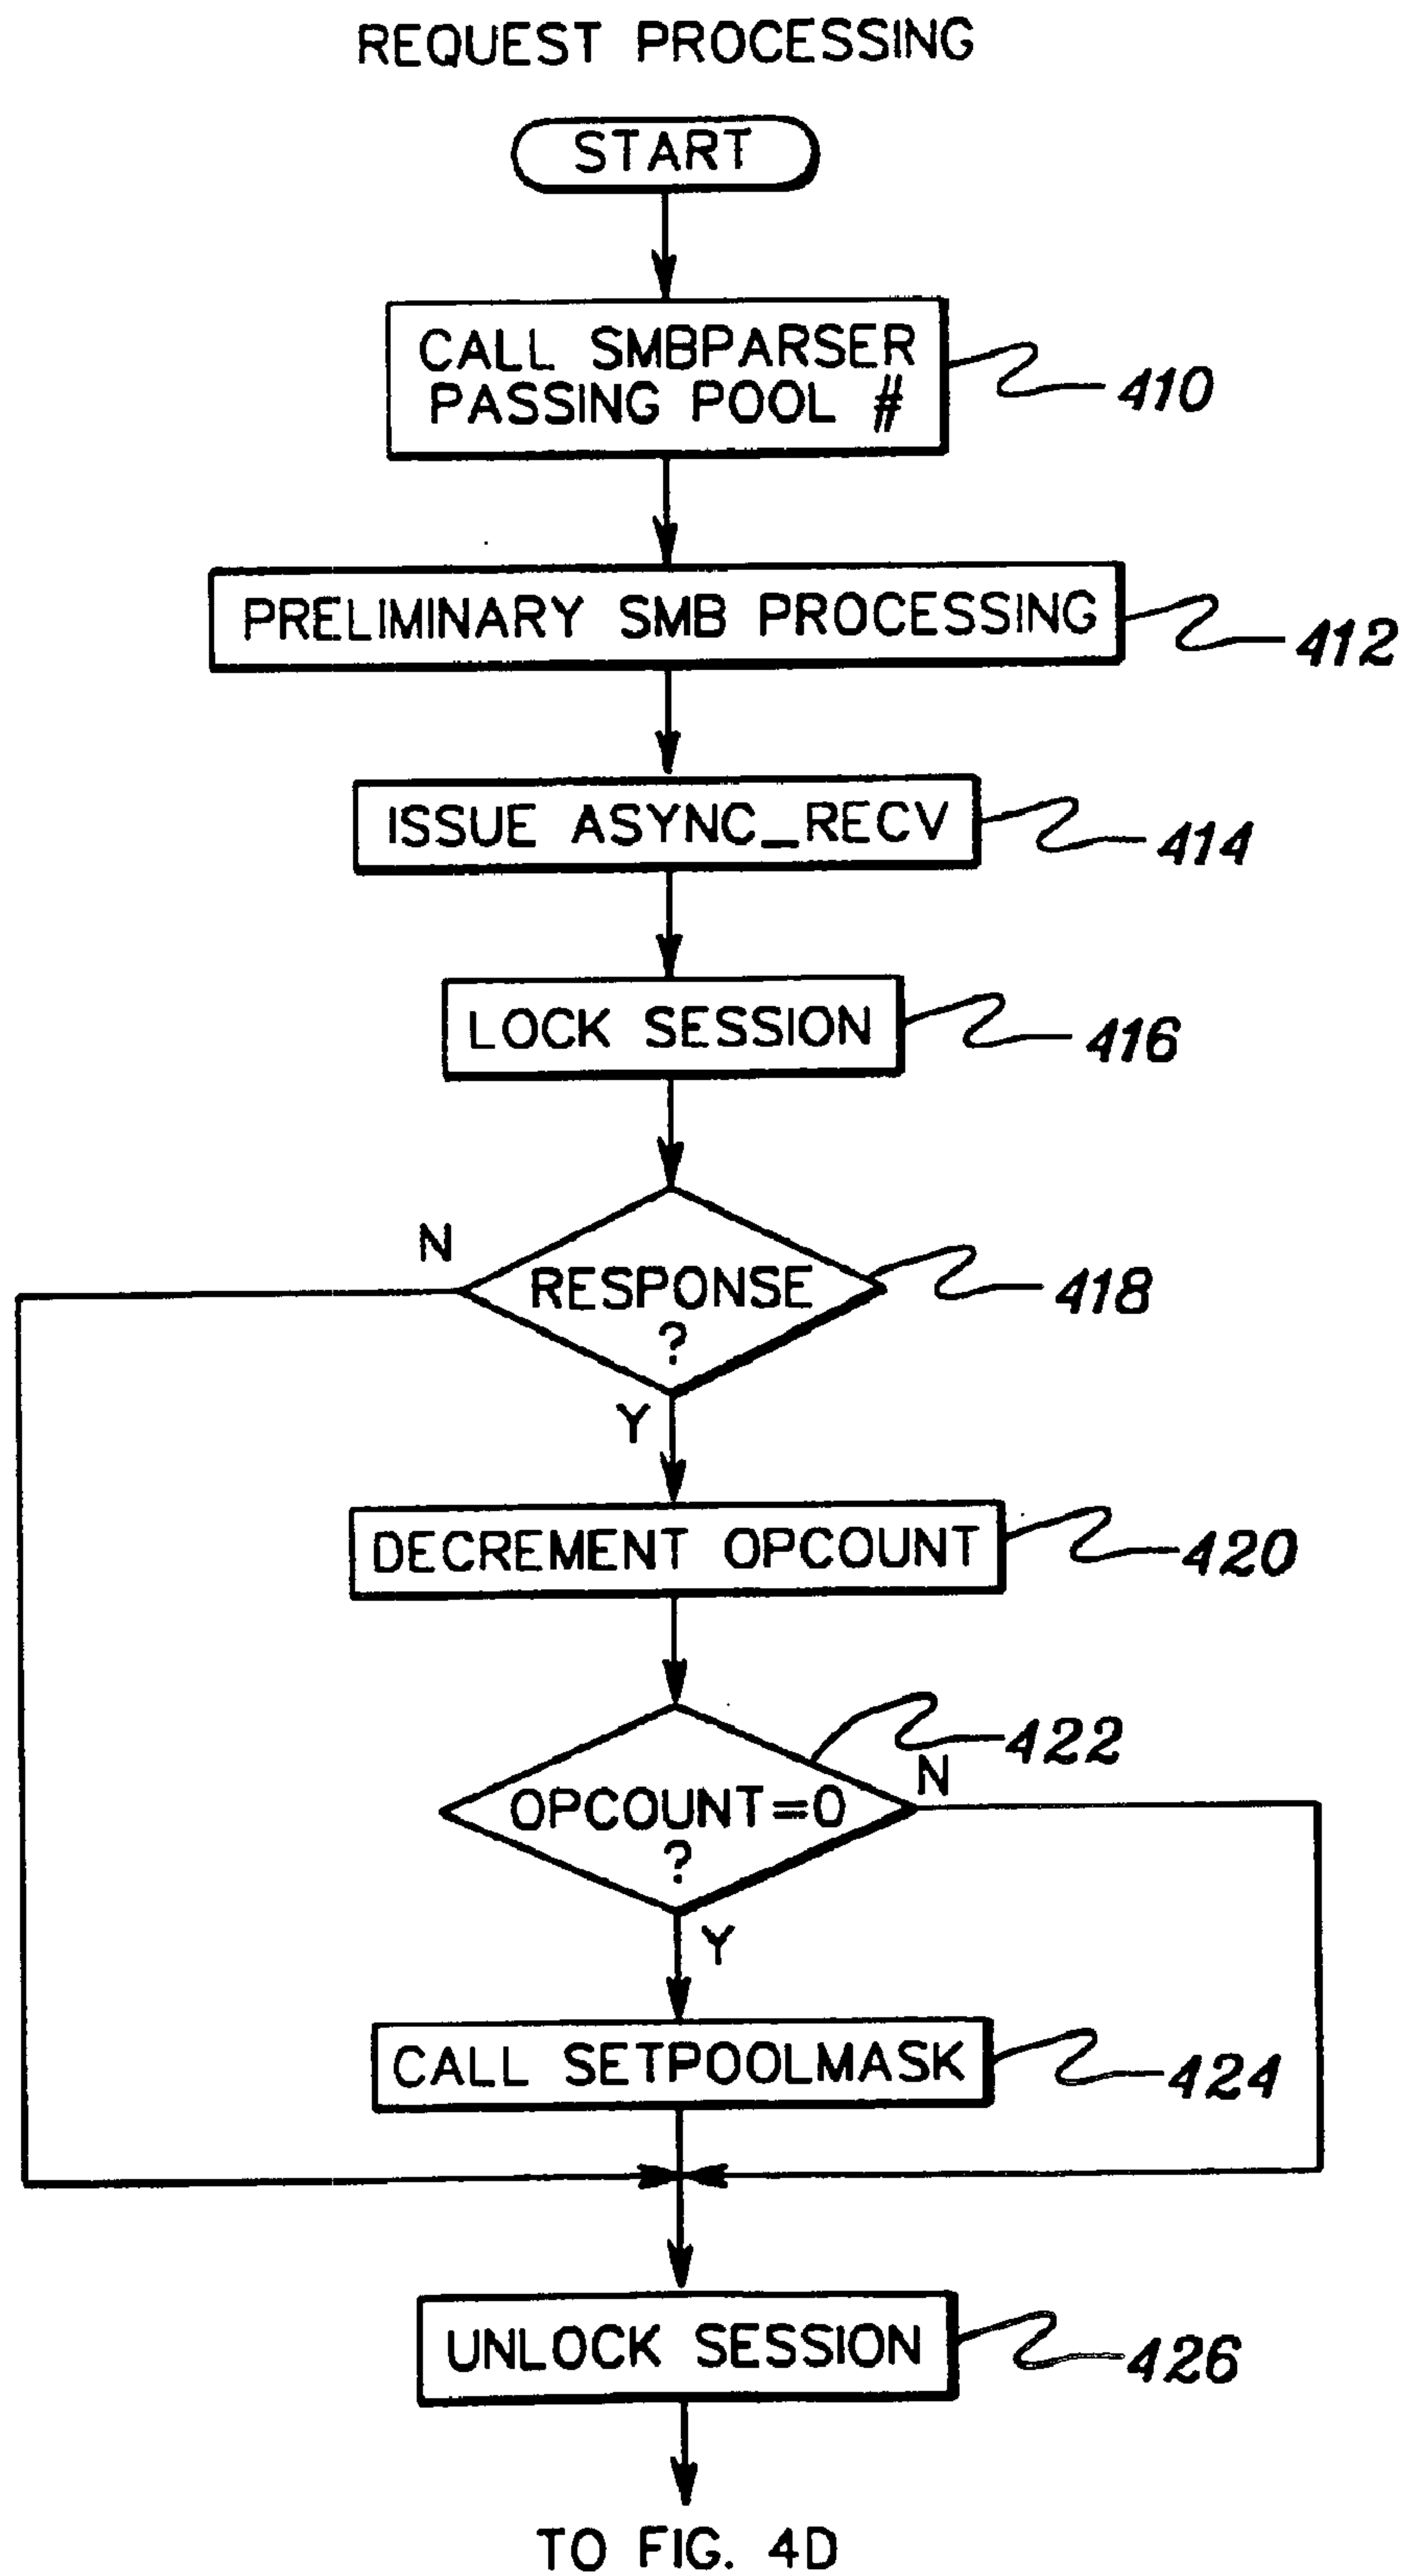 REQUEST PROCESSING
START
CALL SMBPARSER
PASSING POOL #
410
PRELIMINARY SMB PROCESSING
412
ISSUE ASYNC_RECV
414
LOCK SESSION
416
N
RESPONSE
?
418
Y
DECREMENT OPCOUNT
420
422
OPCOUNT=0
?
N
Y
CALL SETPOOLMASK
424
UNLOCK SESSION
426
TO FIG. 4D